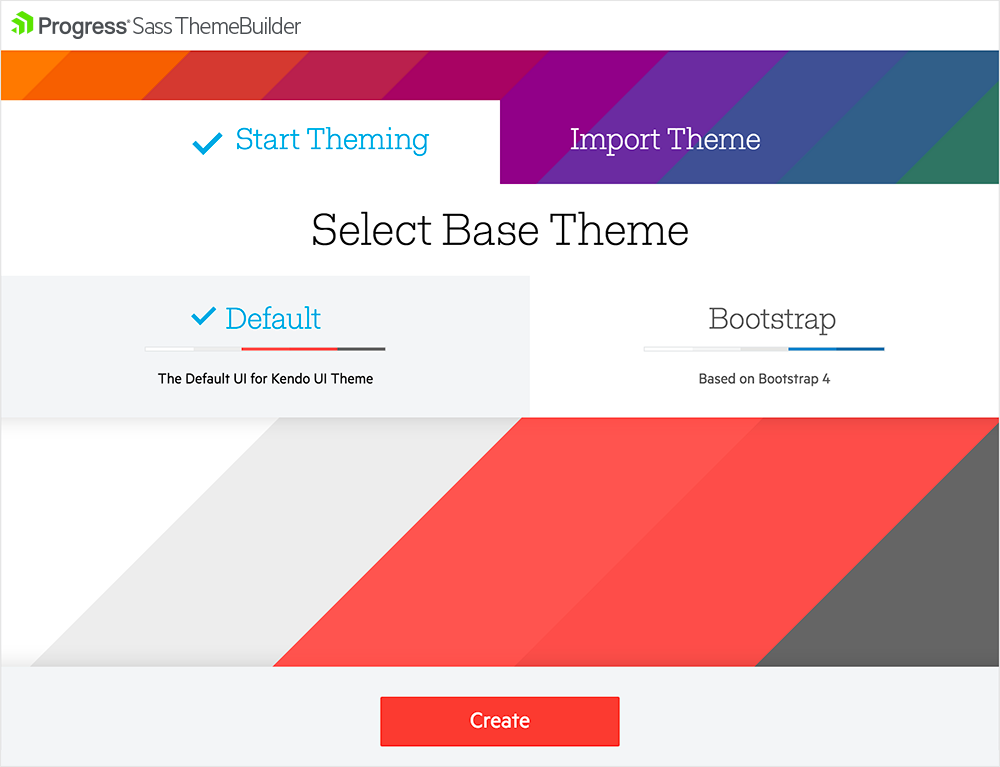 Progress® Sass ThemeBuilder
Start Theming
Import Theme
Select Base Theme
Default
Bootstrap
The Default UI for Kendo UI Theme
Based on Bootstrap 4
Create